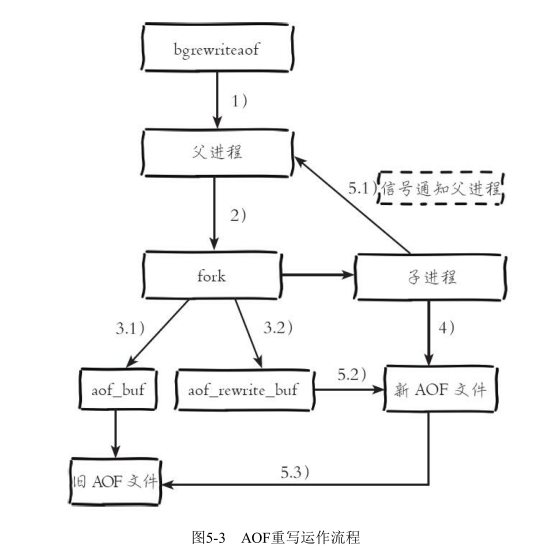 bgrewriteaof
1)
父进程
5.1)信号通知父进程
2)
fork
子进程
3.1)
3.2)
4)
aof_buf
aof_rewrite_buf
5.2)
新 AOF 文件
旧 AOF 文件
5.3)
图5-3 AOF重写运作流程